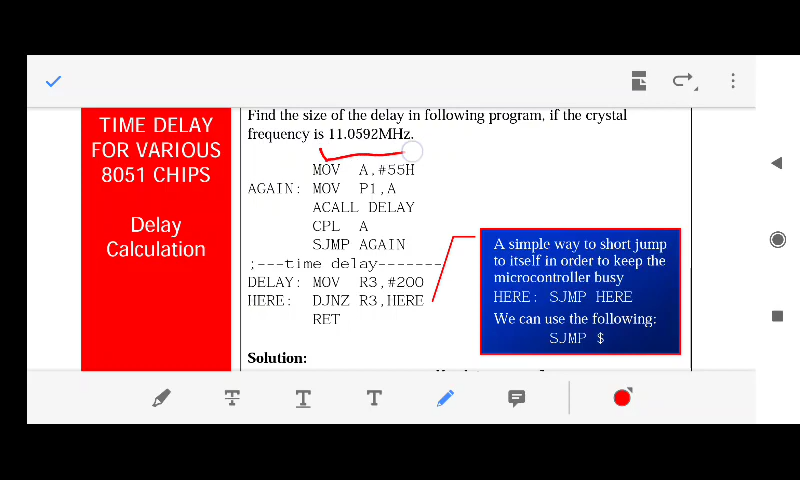 TIME DELAY
FOR VARIOUS
8051 CHIPS
Delay
Calculation
Find the size of the delay in following program, if the crystal
frequency is 11.0592MHz.
MOV A,#55H
AGAIN: MOV P1,A
ACALL DELAY
CPL A
SJMP AGAIN
;---time delay-------
DELAY: MOV R3,#200
HERE: DJNZ R3,HERE
RET
Solution:
A simple way to short jump
to itself in order to keep the
microcontroller busy
HERE: SJMP HERE
We can use the following:
SJMP $